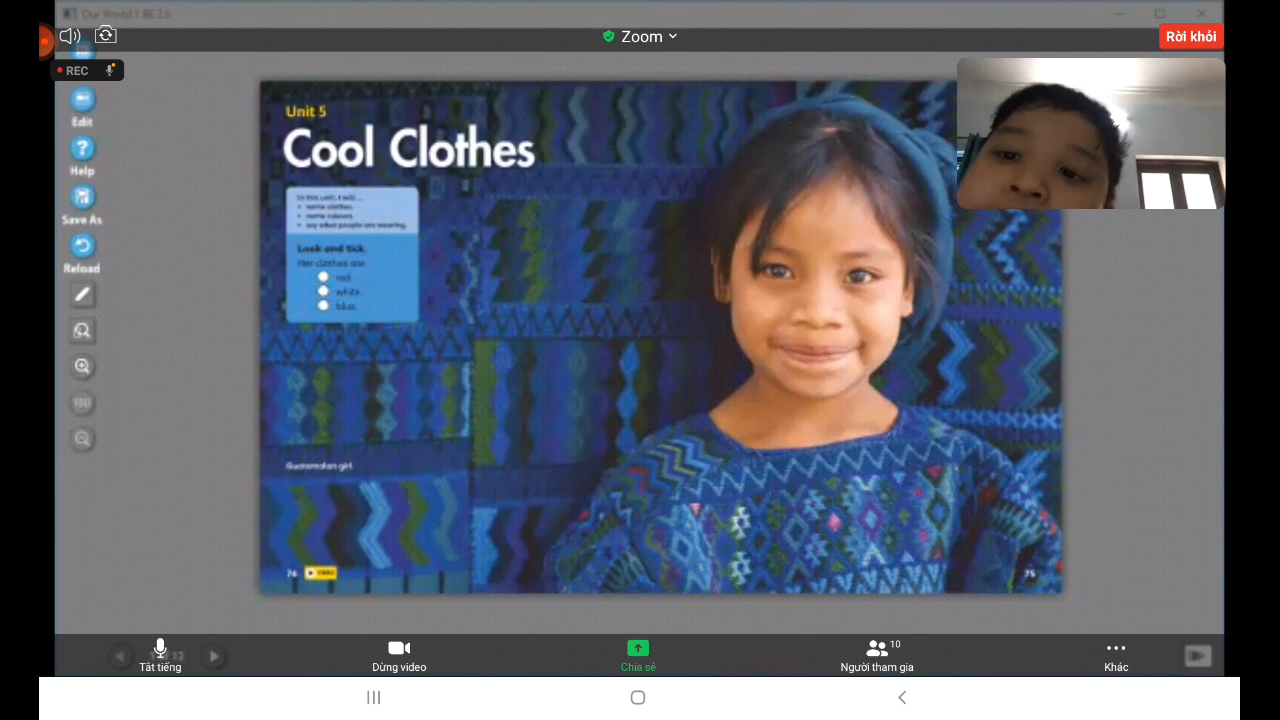 Our World 1 BE 2.0
Zoom
Rời khỏi
REC
Edit
Help
Save As
Reload
100
Unit 5
Cool Clothes
In this unit, I will ...
• name clothes.
• name colours.
• say what people are wearing.
Look and tick.
Her clothes are
red.
white.
blue.
Guatemalan girl
74
VIDEO
75
Tắt tiếng
Dừng video
Chia sẻ
10
Người tham gia
Khác